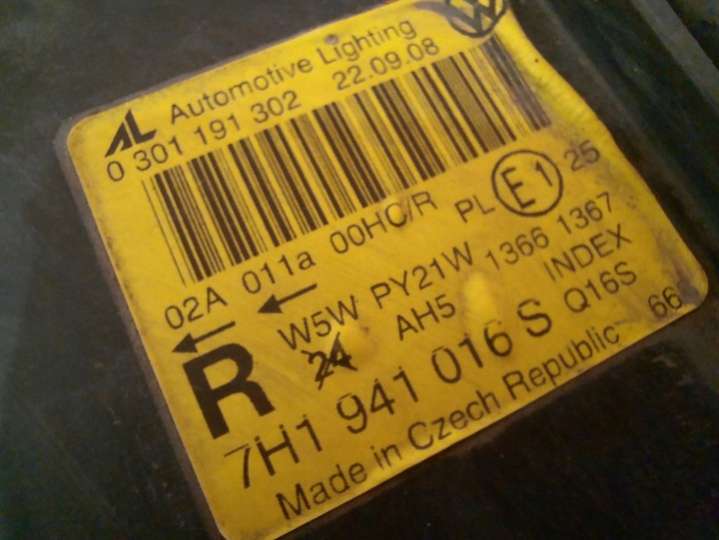 AL Automotive Lighting
0 301 191 302 22.09.08
02A 011a 00HC/R PL E1 25
W5W PY21W 1366 1367
24 AH5 INDEX
R 7H1 941 016 S Q16S
Made in Czech Republic 66